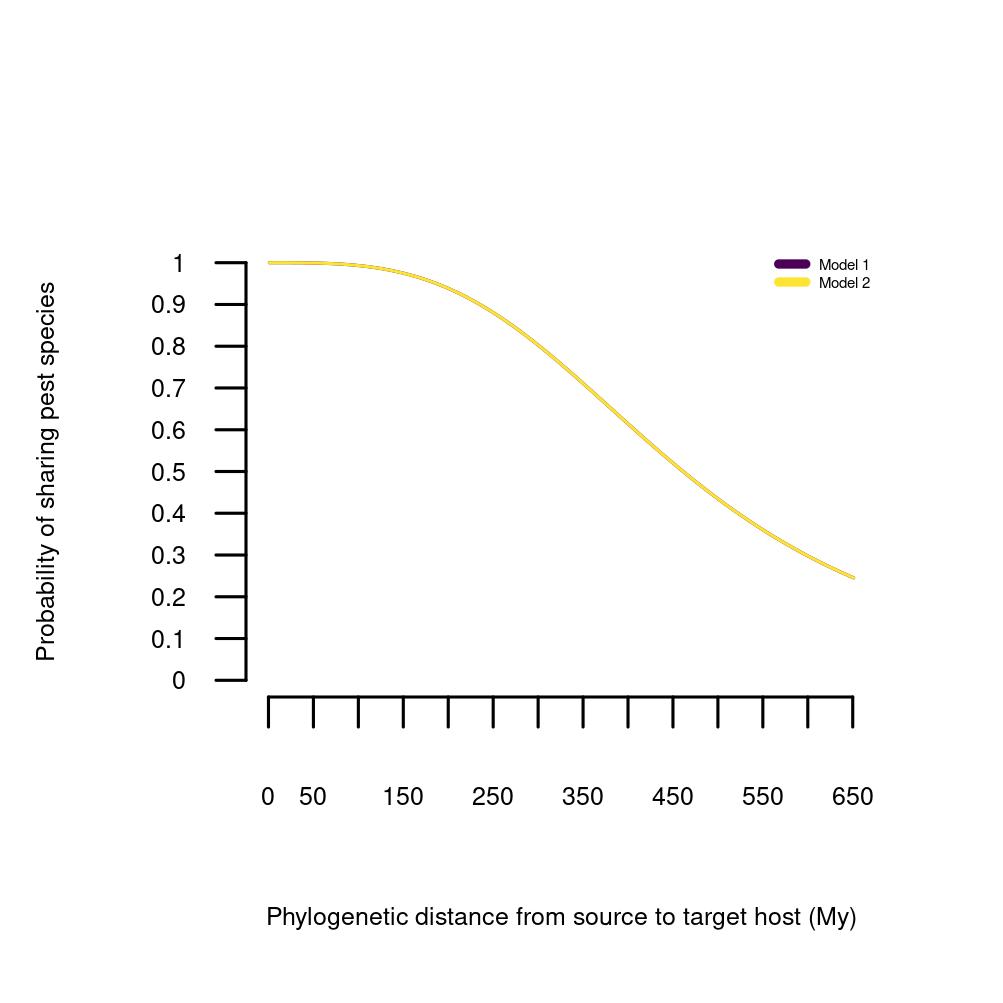 Probability of sharing pest species
1
0.9
0.8
0.7
0.6
0.5
0.4
0.3
0.2
0.1
0
Model 1
Model 2
0 50 150 250 350 450 550 650
Phylogenetic distance from source to target host (My)